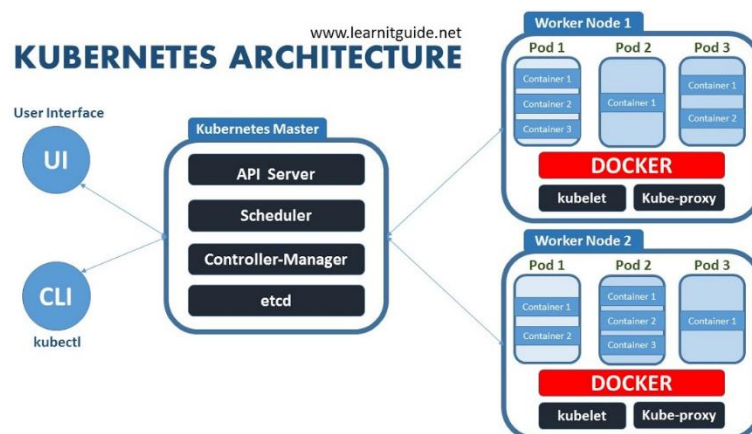 www.learnitguide.net
KUBERNETES ARCHITECTURE
User Interface
UI
CLI
kubectl
Kubernetes Master
API Server
Scheduler
Controller-Manager
etcd
Worker Node 1
Pod 1
Container 1
Container 2
Container 3
Pod 2
Container 1
Pod 3
Container 1
Container 2
DOCKER
kubelet
Kube-proxy
Worker Node 2
Pod 1
Container 1
Container 2
Pod 2
Container 1
Container 2
Container 3
Pod 3
Container 1
DOCKER
kubelet
Kube-proxy